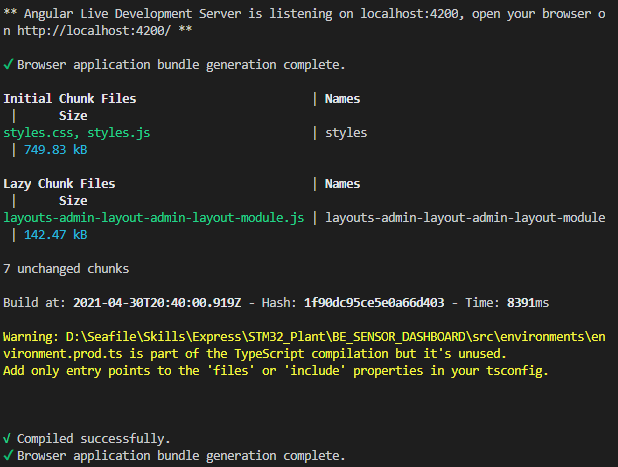 ** Angular Live Development Server is listening on localhost:4200, open your browser o
n http://localhost:4200/ **
✓ Browser application bundle generation complete.
Initial Chunk Files | Names
| Size
styles.css, styles.js | styles
| 749.83 kB
Lazy Chunk Files | Names
| Size
layouts-admin-layout-admin-layout-module.js | layouts-admin-layout-admin-layout-module
| 142.47 kB
7 unchanged chunks
Build at: 2021-04-30T20:40:00.919Z - Hash: 1f90dc95ce5e0a66d403 - Time: 8391ms
Warning: D:\Seafile\Skills\Express\STM32_Plant\BE_SENSOR_DASHBOARD\src\environments\en
vironment.prod.ts is part of the TypeScript compilation but it's unused.
Add only entry points to the 'files' or 'include' properties in your tsconfig.
√ Compiled successfully.
✓ Browser application bundle generation complete.